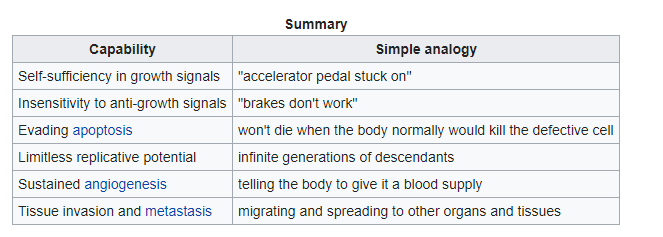 Summary
Capability Simple analogy
Self-sufficiency in growth signals "accelerator pedal stuck on"
Insensitivity to anti-growth signals "brakes don't work"
Evading apoptosis won't die when the body normally would kill the defective cell
Limitless replicative potential infinite generations of descendants
Sustained angiogenesis telling the body to give it a blood supply
Tissue invasion and metastasis migrating and spreading to other organs and tissues